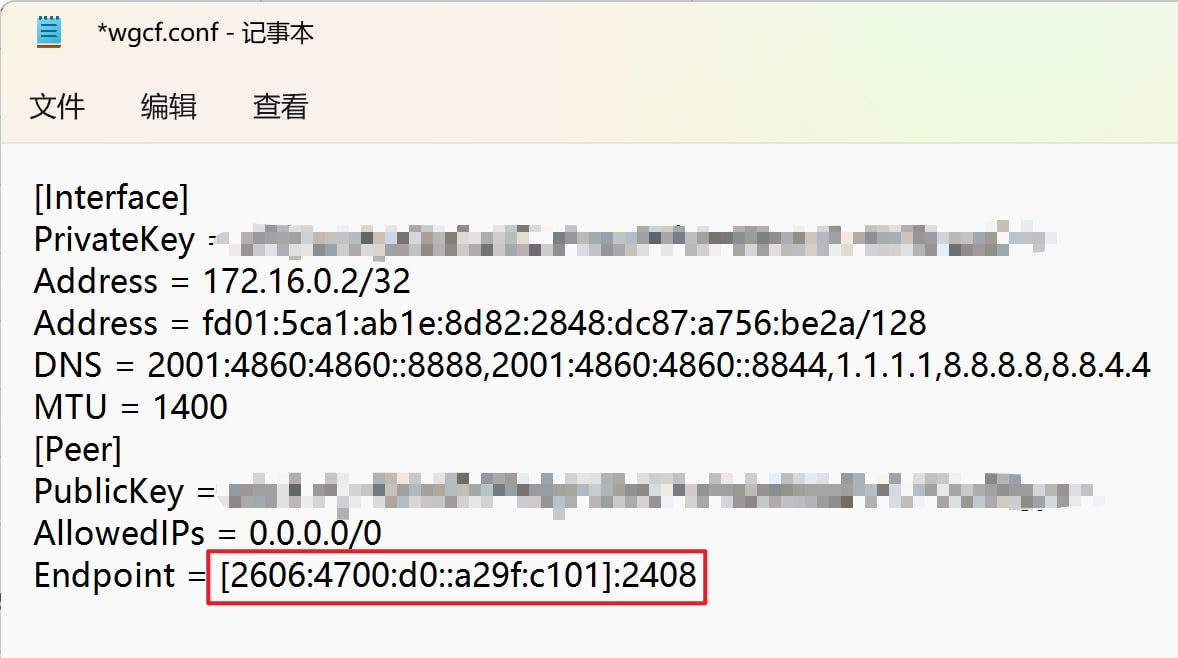 *wgcf.conf - 记事本
文件 编辑 查看
[Interface]
PrivateKey =
Address = 172.16.0.2/32
Address = fd01:5ca1:ab1e:8d82:2848:dc87:a756:be2a/128
DNS = 2001:4860:4860::8888,2001:4860:4860::8844,1.1.1.1,8.8.8.8,8.8.4.4
MTU = 1400
[Peer]
PublicKey =
AllowedIPs = 0.0.0.0/0
Endpoint = [2606:4700:d0::a29f:c101]:2408